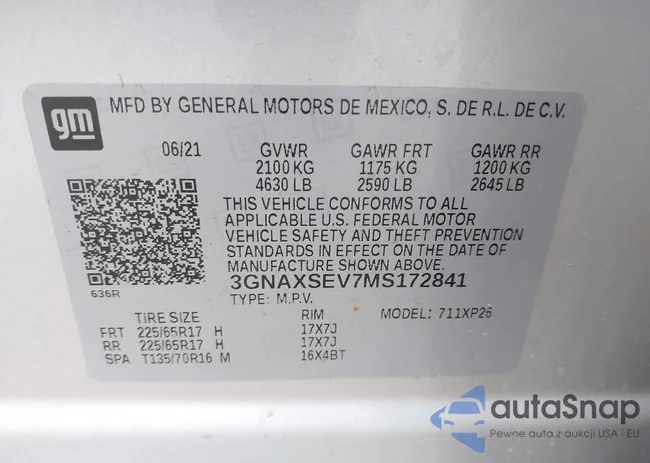 gm
MFD BY GENERAL MOTORS DE MEXICO, S. DE R.L. DE C.V.
06/21 GVWR GAWR FRT GAWR RR
2100 KG 1175 KG 1200 KG
4630 LB 2590 LB 2645 LB
THIS VEHICLE CONFORMS TO ALL
APPLICABLE U.S. FEDERAL MOTOR
VEHICLE SAFETY AND THEFT PREVENTION
STANDARDS IN EFFECT ON THE DATE OF
MANUFACTURE SHOWN ABOVE.
636R
3GNAXSEV7MS172841
TYPE: M.P.V.
TIRE SIZE RIM MODEL: 711XP26
FRT 225/65R17 H 17X7J
RR 225/65R17 H 17X7J
SPA T135/70R16 M 16X4BT
autaSnap
Pewne auta z aukcji USA i EU